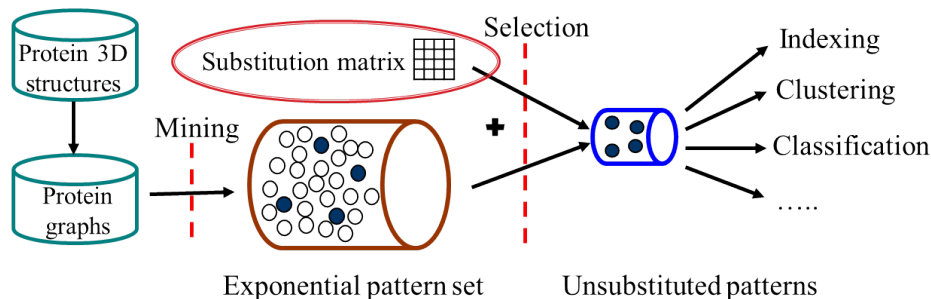 Protein 3D
structures
Substitution matrix
Selection
Indexing
Clustering
Mining
+
Classification
Protein
graphs
…..
Exponential pattern set
Unsubstituted patterns